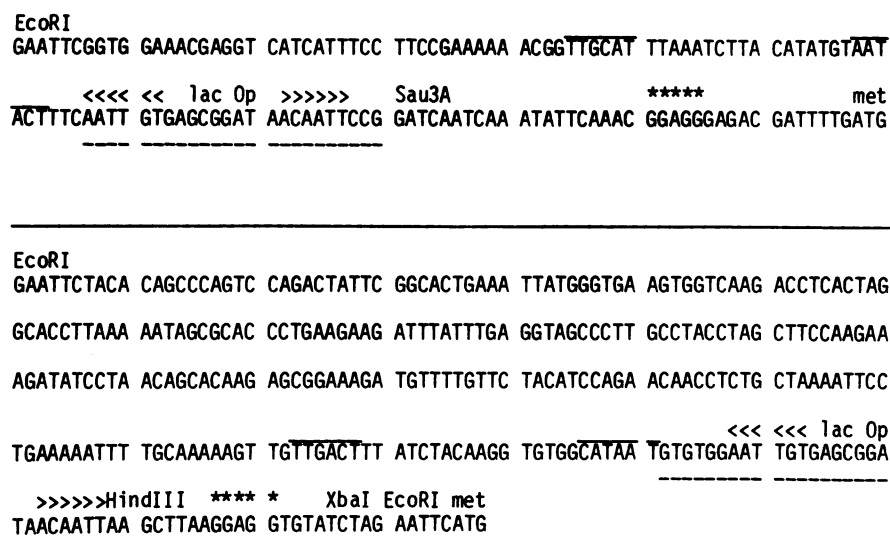 EcoRI
GAATTCGGTG GAAACGAGGT CATCATTTCC TTCCGAAAAA ACGGTTGCAT TTAAATCTTA CATATGTAAT
<<<< << lac Op >>>>>> Sau3A ***** met
ACTTTCAATT GTGAGCGGAT AACAATTCCG GATCAATCAA ATATTCAAAC GGAGGGAGAC GATTTTGATG
---- ---------- ----------
EcoRI
GAATTCTACA CAGCCCAGTC CAGACTATTC GGCACTGAAA TTATGGGTGA AGTGGTCAAG ACCTCACTAG
GCACCTTAAA AATAGCGCAC CCTGAAGAAG ATTTATTTGA GGTAGCCCTT GCCTACCTAG CTTCCAAGAA
AGATATCCTA ACAGCACAAG AGCGGAAAGA TGTTTTGTTC TACATCCAGA ACAACCTCTG CTAAAATTCC
<<< <<< lac Op
TGAAAAATTT TGCAAAAAGT TGTTGACTTT ATCTACAAGG TGTGGCATAA TGTGTGGAAT TGTGAGCGGA
--------- ----------
>>>>>>HindIII **** * XbaI EcoRI met
TAACAATTAA GCTTAAGGAG GTGTATCTAG AATTCATG